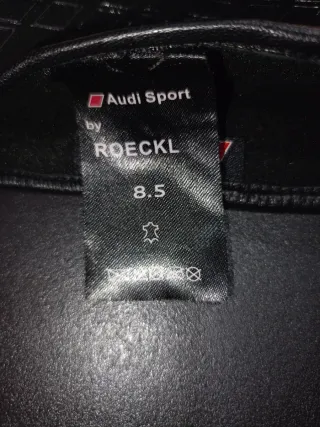 Audi Sport
by
ROECKL
8.5